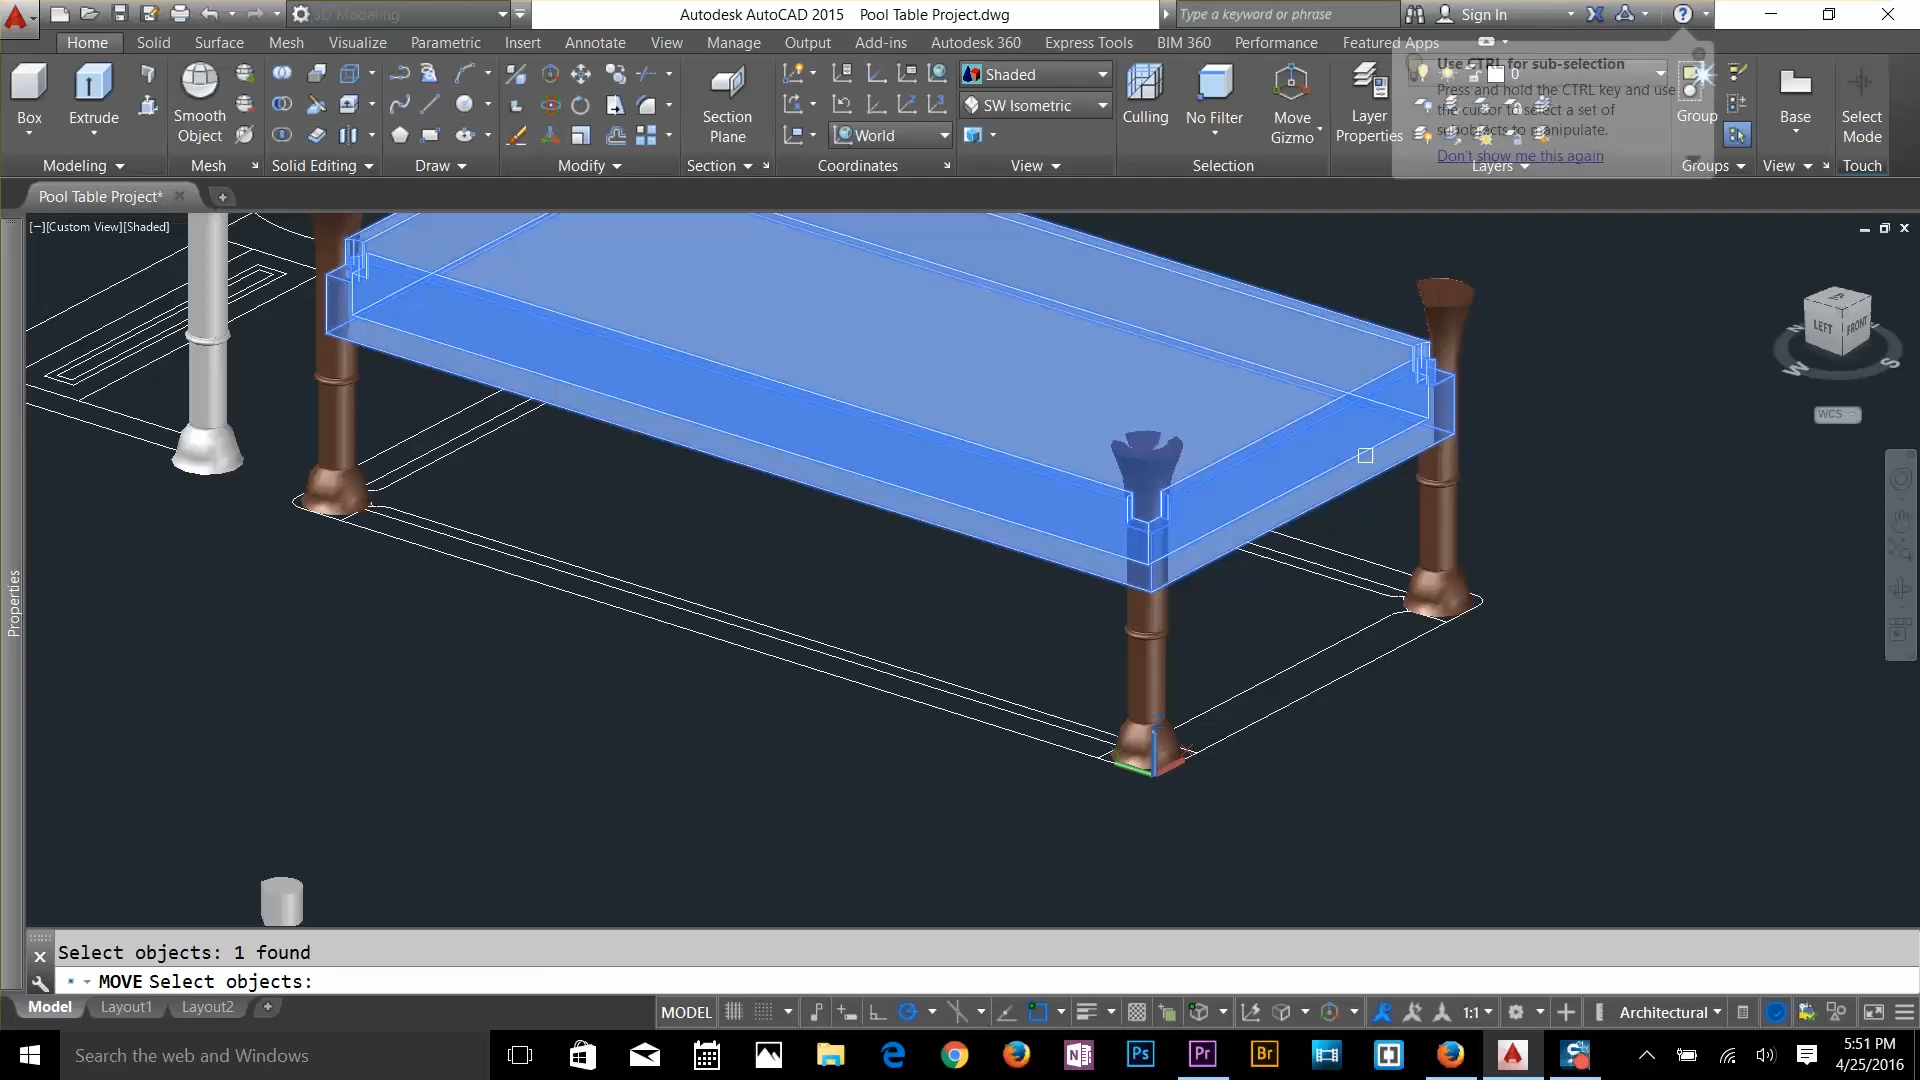 3D Modeling
Autodesk AutoCAD 2015 Pool Table Project.dwg
Type a keyword or phrase
Sign In
Home Solid Surface Mesh Visualize Parametric Insert Annotate View Manage Output Add-ins Autodesk 360 Express Tools BIM 360 Performance Featured Apps
Use CTRL for sub-selection
Press and hold the CTRL key and use
the cursor to select a set of
subobjects to manipulate.
Don't show me this again
0
Shaded
SW Isometric
World
Box
Extrude
Smooth
Object
Section
Plane
Culling
No Filter
Move
Gizmo
Layer
Properties
Group
Base
Select
Mode
Modeling Mesh Solid Editing Draw Modify Section Coordinates View Selection Layers Groups View Touch
Pool Table Project*
[−][Custom View][Shaded]
LEFT
FRONT
W
S
WCS
Properties
Select objects: 1 found
MOVE Select objects:
Model Layout1 Layout2
MODEL
1:1
Architectural
Search the web and Windows
Ps
Pr
Br
5:51 PM
4/25/2016